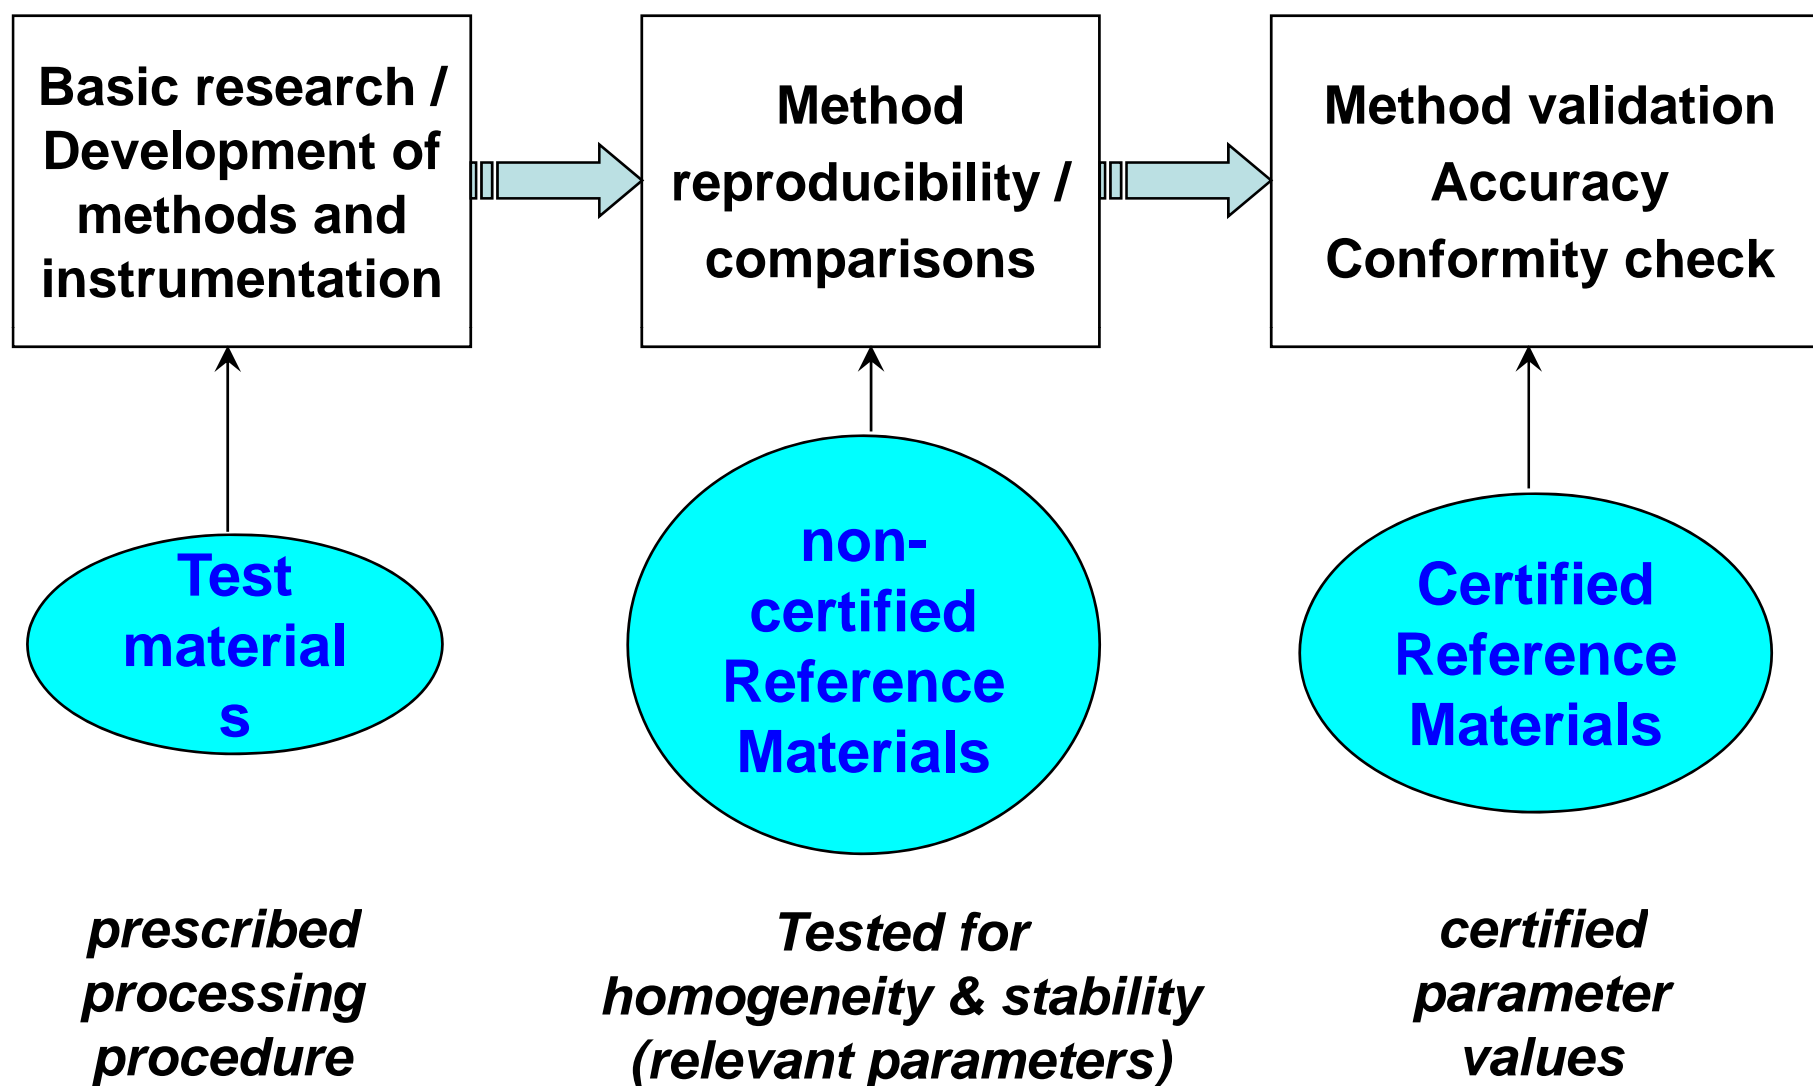 Basic research /
Development of
methods and
instrumentation
Method
reproducibility /
comparisons
Method validation
Accuracy
Conformity check
Test
material
s
non-
certified
Reference
Materials
Certified
Reference
Materials
prescribed
processing
procedure
Tested for
homogeneity & stability
(relevant parameters)
certified
parameter
values